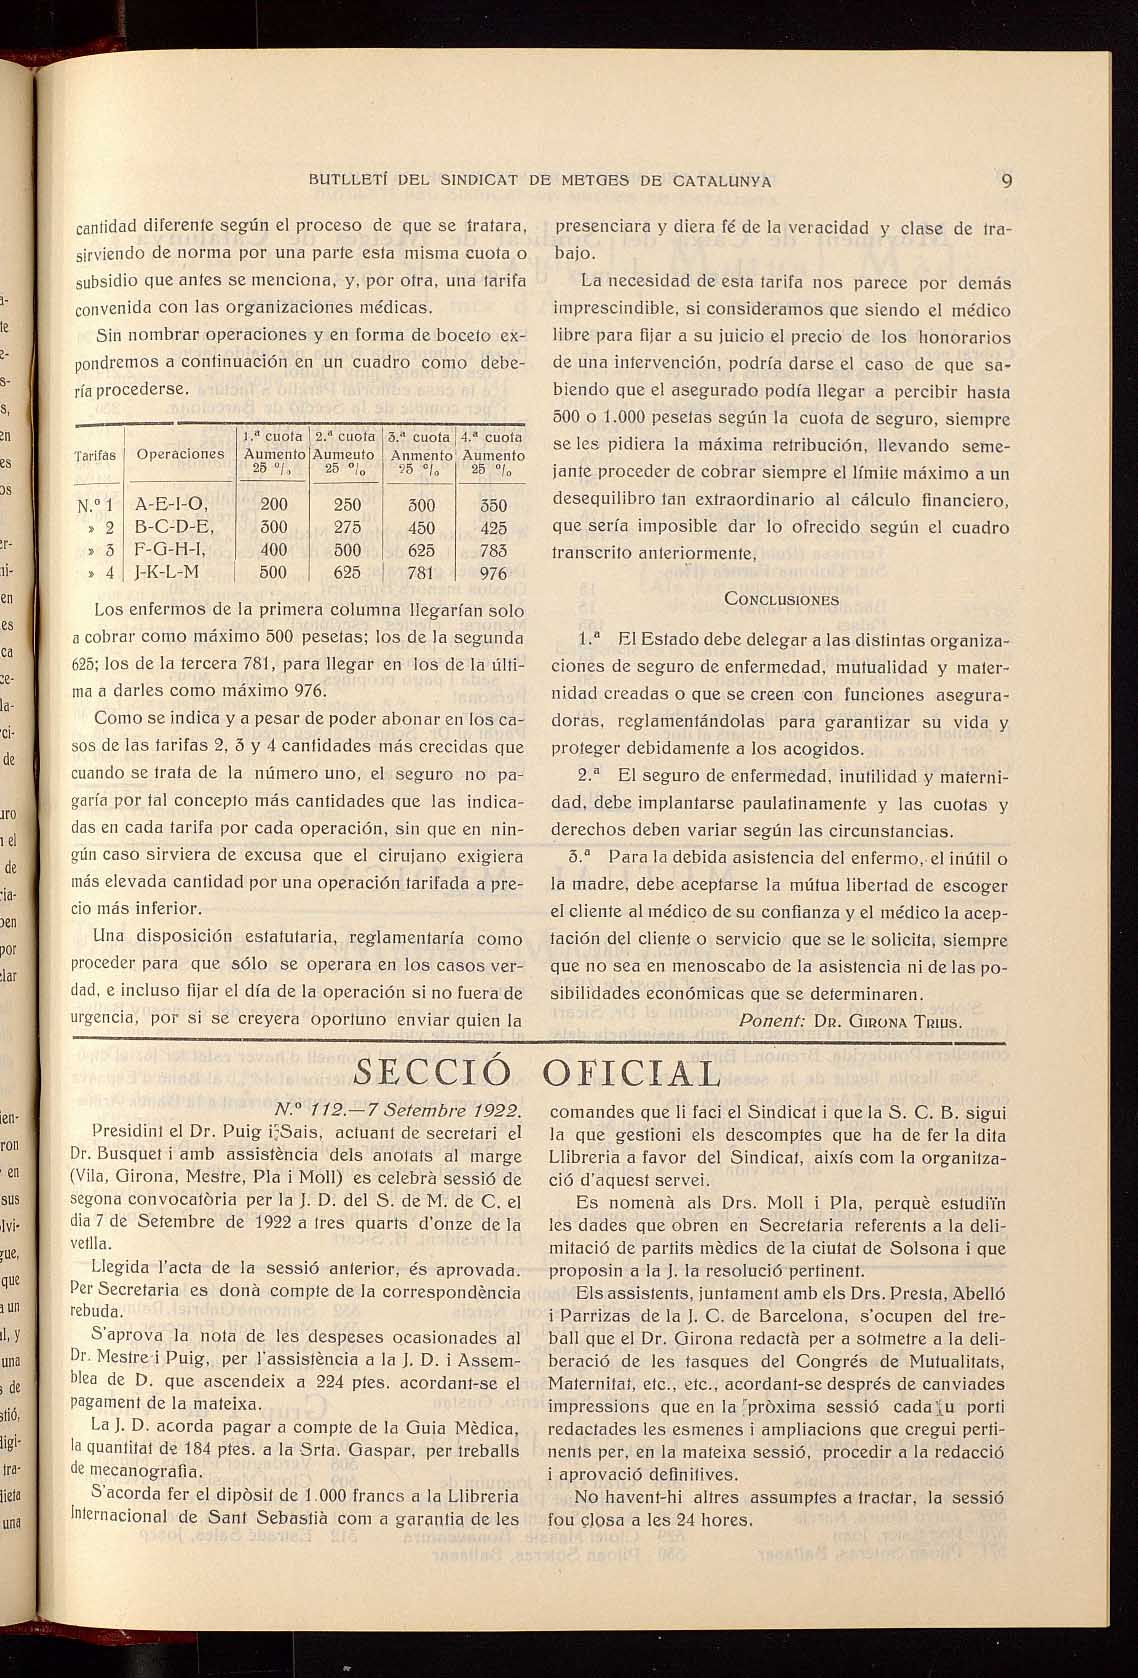 BUTLLETÍ DEL SINDICAT DE METGES DE CATALUNYA 9
cantidad diferente según el proceso de que se tratara,
sirviendo de norma por una parte esta misma cuota o
subsidio que antes se menciona, y, por otra, una tarifa
convenida con las organizaciones médicas.
Sin nombrar operaciones y en forma de boceto ex-
pondremos a continuación en un cuadro como debe-
ría procederse.
Tarifas Operaciones 1.ª cuota Aumento 25 % 2.ª cuota Aumeuto 25 % 3.ª cuota Anmento 25 % 4.ª cuota Aumento 25 %
N.º 1 A-E-I-O, 200 250 300 350
» 2 B-C-D-E, 300 275 450 425
» 3 F-G-H-I, 400 500 625 783
» 4 J-K-L-M 500 625 781 976
Los enfermos de la primera columna llegarían solo
a cobrar como máximo 500 pesetas; los de la segunda
625; los de la tercera 781, para llegar en los de la últi-
ma a darles como máximo 976.
Como se indica y a pesar de poder abonar en los ca-
sos de las tarifas 2, 3 y 4 cantidades más crecidas que
cuando se trata de la número uno, el seguro no pa-
garía por tal concepto más cantidades que las indica-
das en cada tarifa por cada operación, sin que en nin-
gún caso sirviera de excusa que el cirujano exigiera
más elevada cantidad por una operación tarifada a pre-
cio más inferior.
Una disposición estatutaria, reglamentaría como
proceder para que sólo se operara en los casos ver-
dad, e incluso fijar el día de la operación si no fuera de
urgencia, por si se creyera oportuno enviar quien la
presenciara y diera fé de la veracidad y clase de tra-
bajo.
La necesidad de esta tarifa nos parece por demás
imprescindible, si consideramos que siendo el médico
libre para fijar a su juicio el precio de los honorarios
de una intervención, podría darse el caso de que sa-
biendo que el asegurado podía llegar a percibir hasta
500 o 1.000 pesetas según la cuota de seguro, siempre
se les pidiera la máxima retribución, llevando seme-
jante proceder de cobrar siempre el límite máximo a un
desequilibro tan extraordinario al cálculo financiero,
que sería imposible dar lo ofrecido según el cuadro
transcrito anteriormente,
CONCLUSIONES
1.ª El Estado debe delegar a las distintas organiza-
ciones de seguro de enfermedad, mutualidad y mater-
nidad creadas o que se creen con funciones asegura-
doras, reglamentándolas para garantizar su vida y
proteger debidamente a los acogidos.
2.ª El seguro de enfermedad, inutilidad y materni-
dad, debe implantarse paulatinamente y las cuotas y
derechos deben variar según las circunstancias.
3.ª Para la debida asistencia del enfermo, el inútil o
la madre, debe aceptarse la mútua libertad de escoger
el cliente al médico de su confianza y el médico la acep-
tación del cliente o servicio que se le solicita, siempre
que no sea en menoscabo de la asistencia ni de las po-
sibilidades económicas que se determinaren.
Ponent: DR. GIRONA TRIUS.
SECCIÓ OFICIAL
N.º 112.—7 Setembre 1922.
Presidint el Dr. Puig i Sais, actuant de secretari el
Dr. Busquet i amb assistència dels anotats al marge
(Vila, Girona, Mestre, Pla i Moll) es celebrà sessió de
segona convocatòria per la J. D. del S. de M. de C. el
dia 7 de Setembre de 1922 a tres quarts d'onze de la
vetlla.
Llegida l'acta de la sessió anterior, és aprovada.
Per Secretaria es donà compte de la correspondència
rebuda.
S'aprova la nota de les despeses ocasionades al
Dr. Mestre i Puig, per l'assistència a la J. D. i Assem-
blea de D. que ascendeix a 224 ptes. acordant-se el
pagament de la mateixa.
La J. D. acorda pagar a compte de la Guia Mèdica,
la quantitat de 184 ptes. a la Srta. Gaspar, per treballs
de mecanografia.
S'acorda fer el dipòsit de 1.000 francs a la Llibreria
Internacional de Sant Sebastià com a garantia de les
comandes que li faci el Sindicat i que la S. C. B. sigui
la que gestioni els descomptes que ha de fer la dita
Llibreria a favor del Sindicat, aixís com la organitza-
ció d'aquest servei.
Es nomenà als Drs. Moll i Pla, perquè estudiïn
les dades que obren en Secretaria referents a la deli-
mitació de partits mèdics de la ciutat de Solsona i que
proposin a la J. la resolució pertinent.
Els assistents, juntament amb els Drs. Presta, Abelló
i Parrizas de la J. C. de Barcelona, s'ocupen del tre-
ball que el Dr. Girona redactà per a sotmetre a la deli-
beració de les tasques del Congrés de Mutualitats,
Maternitat, etc., etc., acordant-se després de canviades
impressions que en la pròxima sessió cada u porti
redactades les esmenes i ampliacions que cregui perti-
nents per, en la mateixa sessió, procedir a la redacció
i aprovació definitives.
No havent-hi altres assumptes a tractar, la sessió
fou closa a les 24 hores.